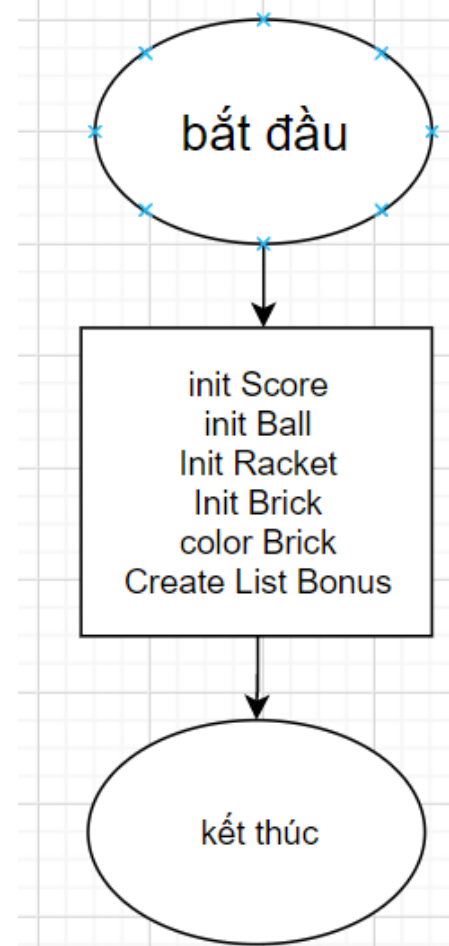 bắt đầu
init Score
init Ball
Init Racket
Init Brick
color Brick
Create List Bonus
kết thúc